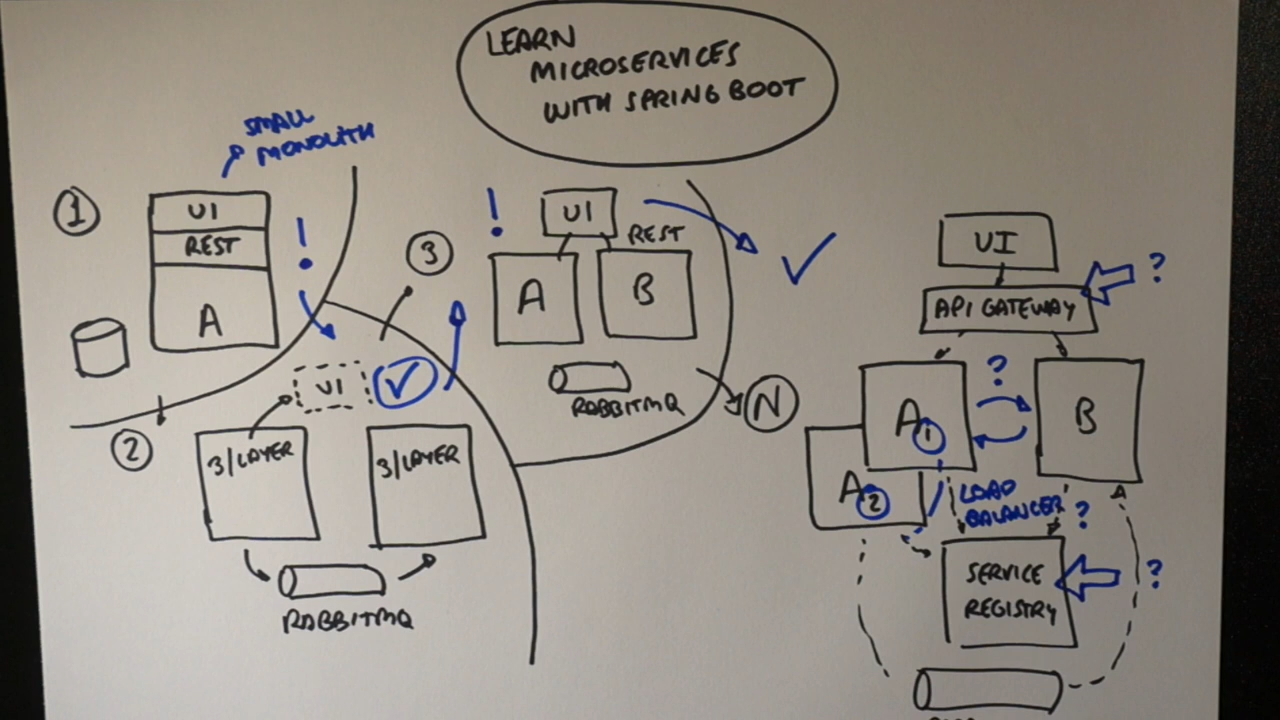 LEARN
MICROSERVICES
WITH SPRING BOOT
SMALL
MONOLITH
1
UI
REST
A
!
2
UI
3/LAYER
3/LAYER
RABBITMQ
3
!
UI
REST
A
B
RABBITMQ
N
UI
API GATEWAY
?
A1
?
B
A2
LOAD
BALANCER
?
SERVICE
REGISTRY
?